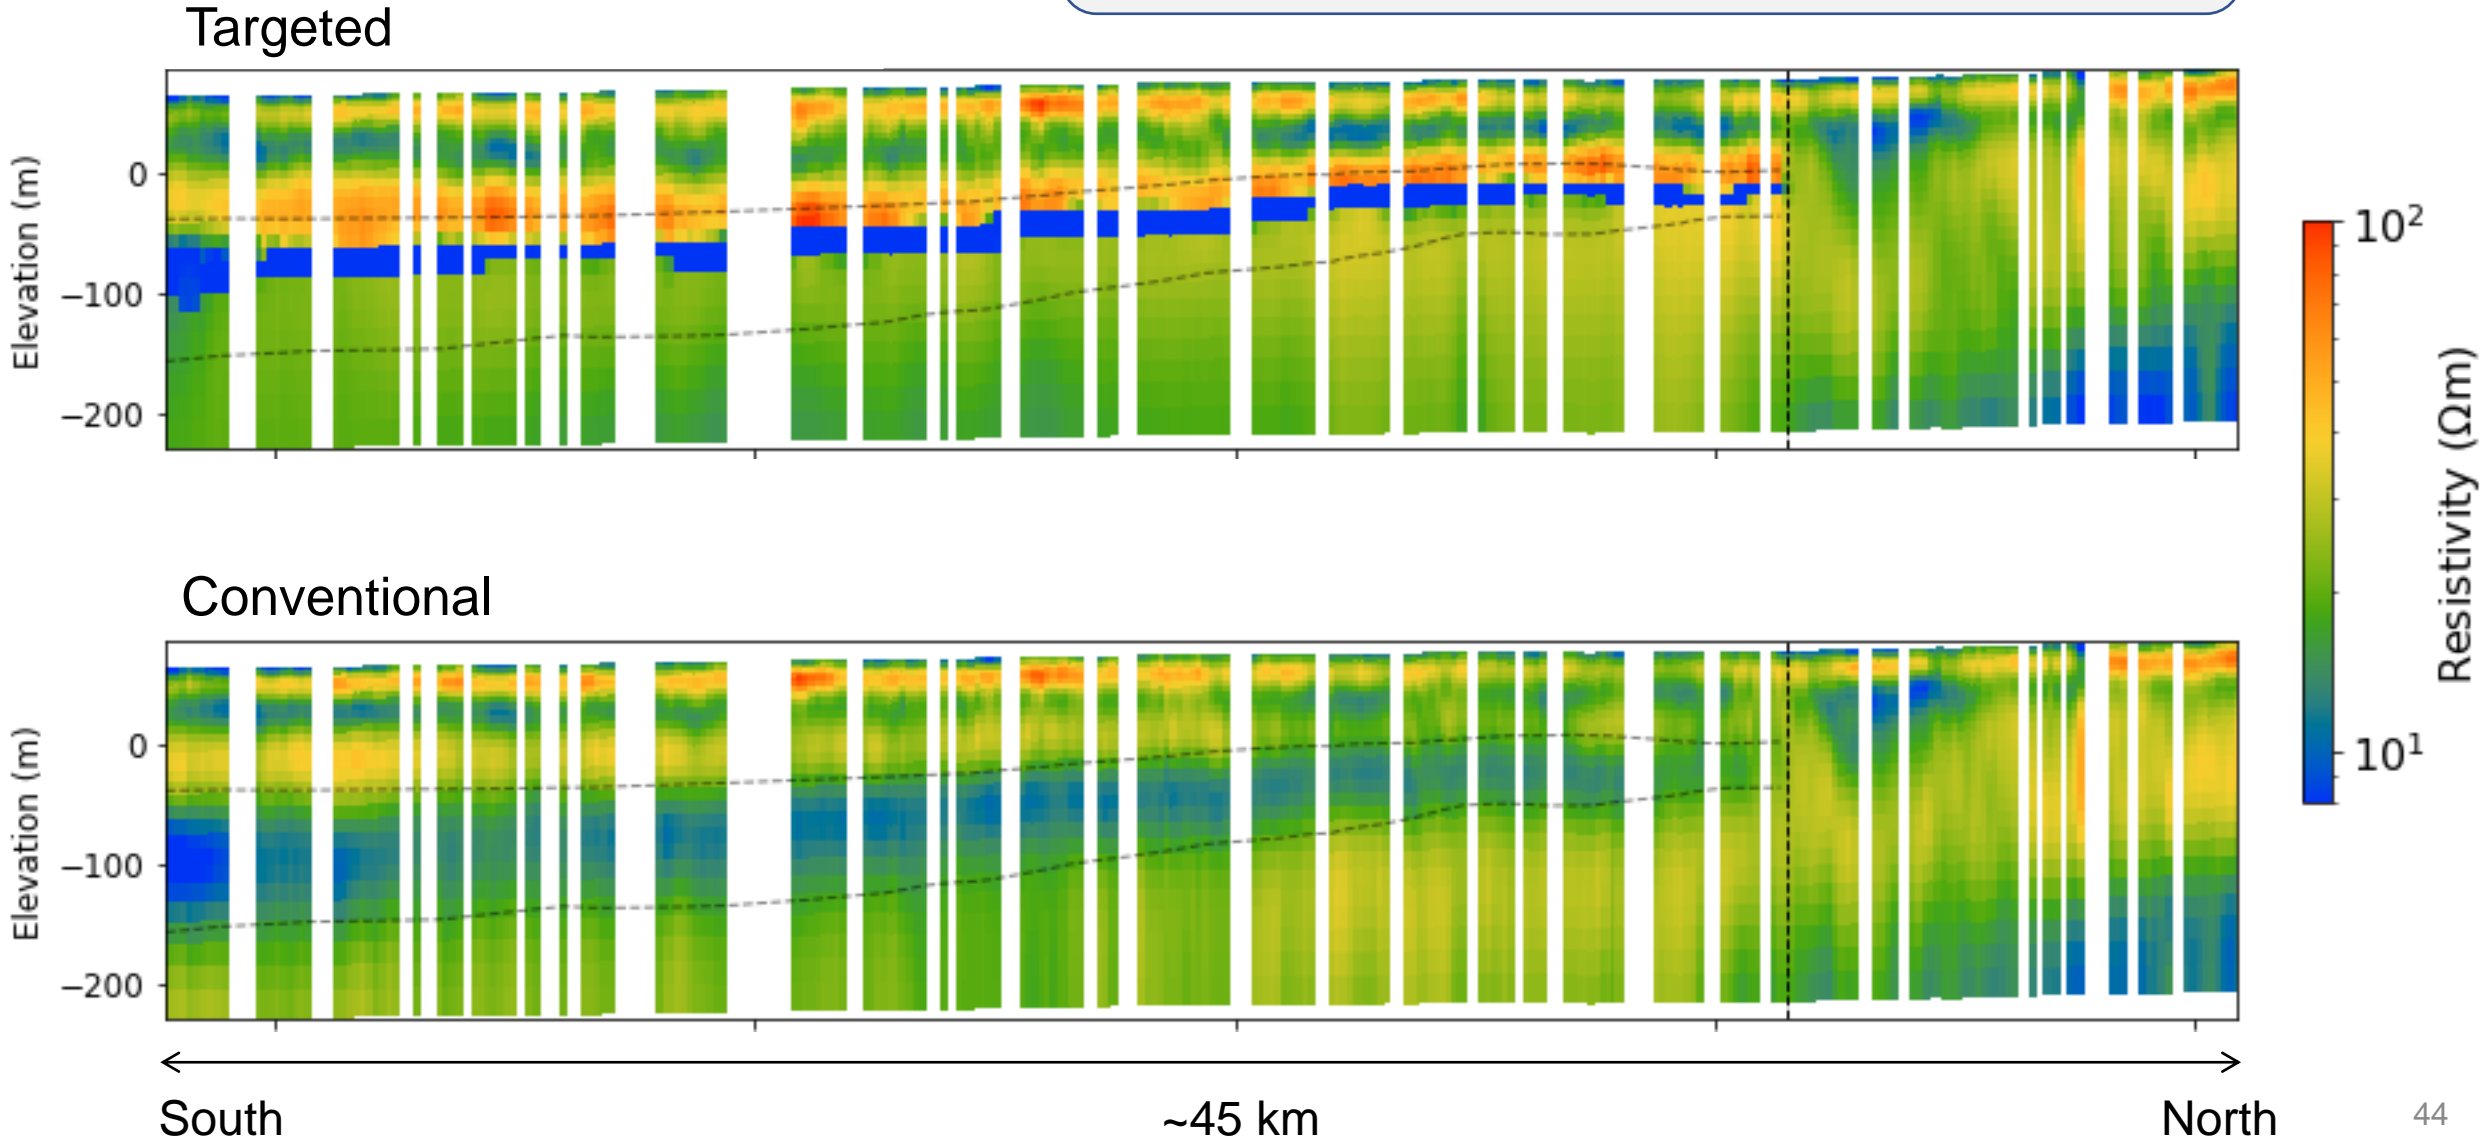 Targeted
Elevation (m)
0
−100
−200
Conventional
Elevation (m)
0
−100
−200
10²
10¹
Resistivity (Ωm)
South
~45 km
North
44